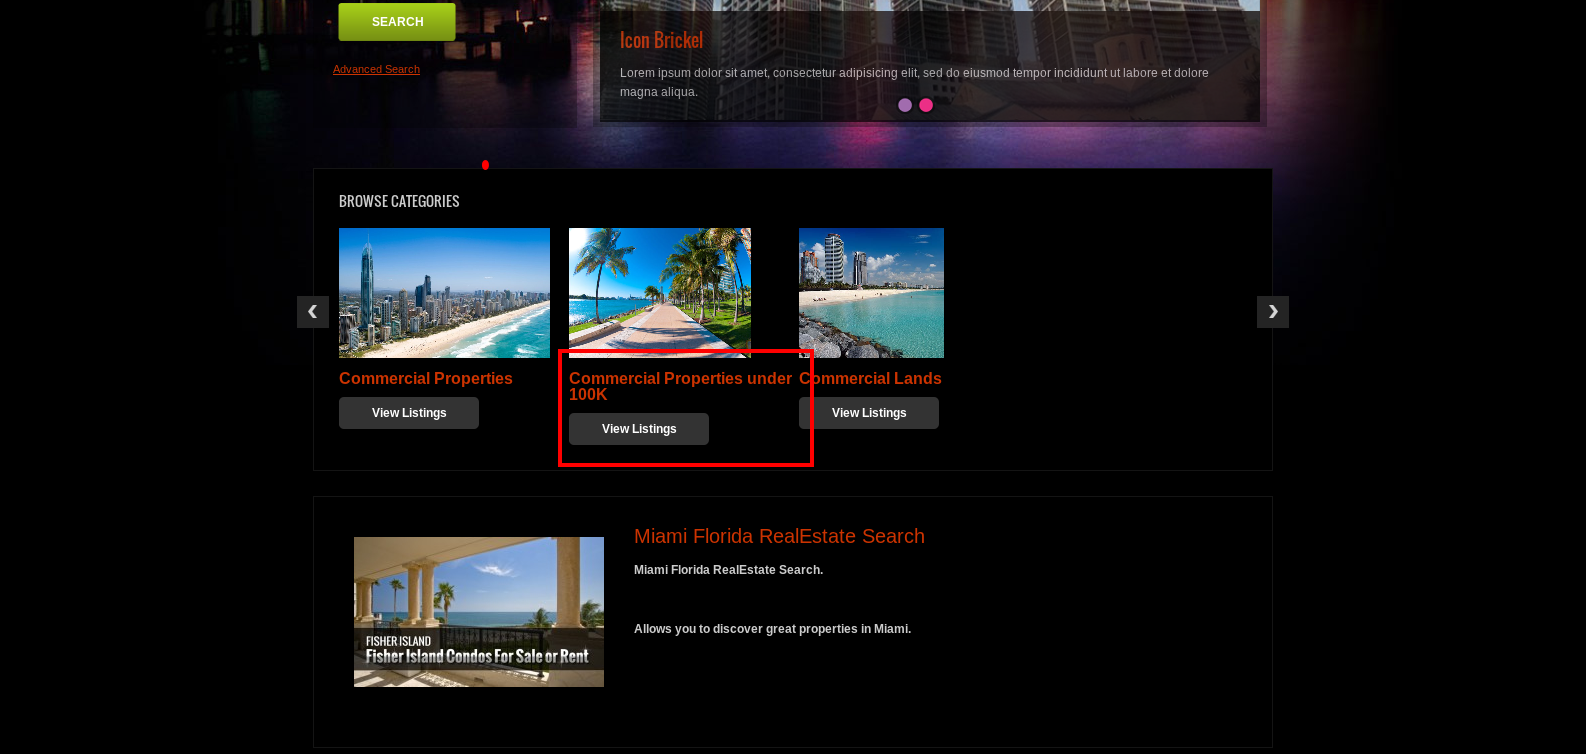 SEARCH
Advanced Search
Icon Brickel
Lorem ipsum dolor sit amet, consectetur adipisicing elit, sed do eiusmod tempor incididunt ut labore et dolore
magna aliqua.
BROWSE CATEGORIES
Commercial Properties
View Listings
Commercial Properties under
100K
View Listings
Commercial Lands
View Listings
FISHER ISLAND
Fisher Island Condos For Sale or Rent
Miami Florida RealEstate Search
Miami Florida RealEstate Search.
Allows you to discover great properties in Miami.